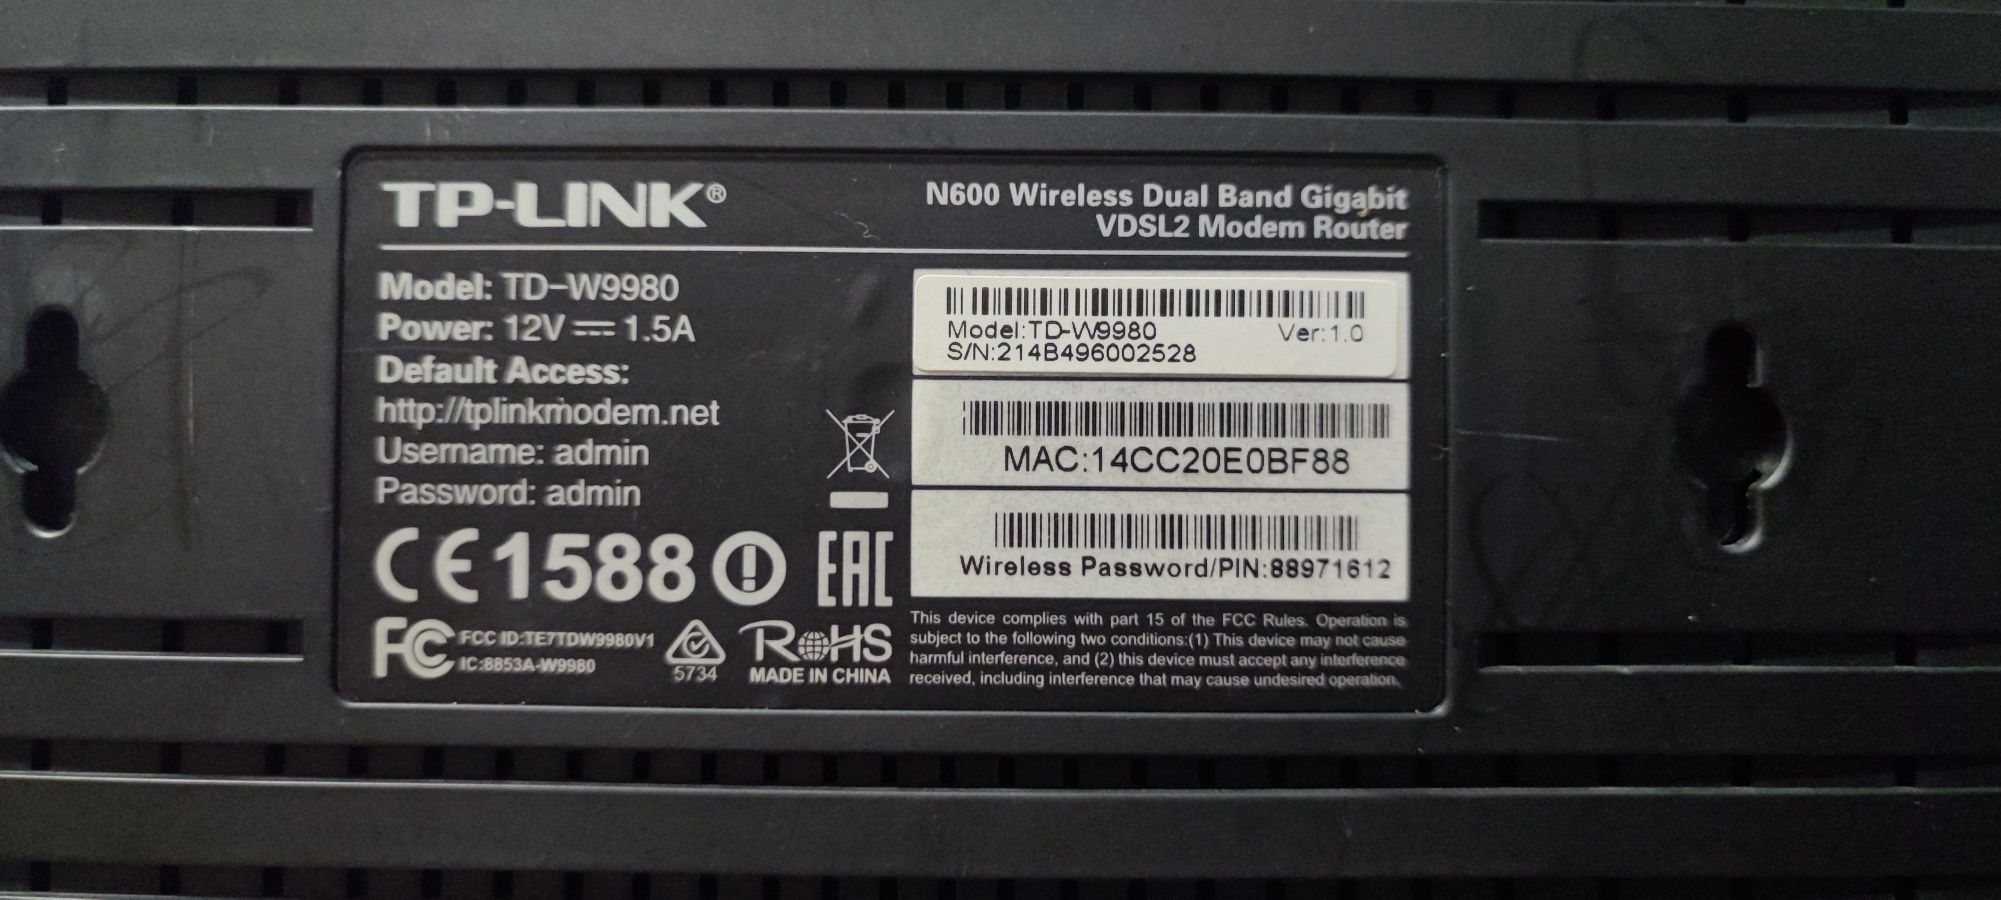 TP-LINK®
N600 Wireless Dual Band Gigabit
VDSL2 Modem Router
Model: TD-W9980
Power: 12V ⎓ 1.5A
Default Access:
http://tplinkmodem.net
Username: admin
Password: admin
CE1588
EAC
FC FCC ID:TE7TDW9980V1
IC:8853A-W9980
5734
RoHS
MADE IN CHINA
Model:TD-W9980 Ver:1.0
S/N:214B496002528
MAC:14CC20E0BF88
Wireless Password/PIN:88971612
This device complies with part 15 of the FCC Rules. Operation is
subject to the following two conditions:(1) This device may not cause
harmful interference, and (2) this device must accept any interference
received, including interference that may cause undesired operation.